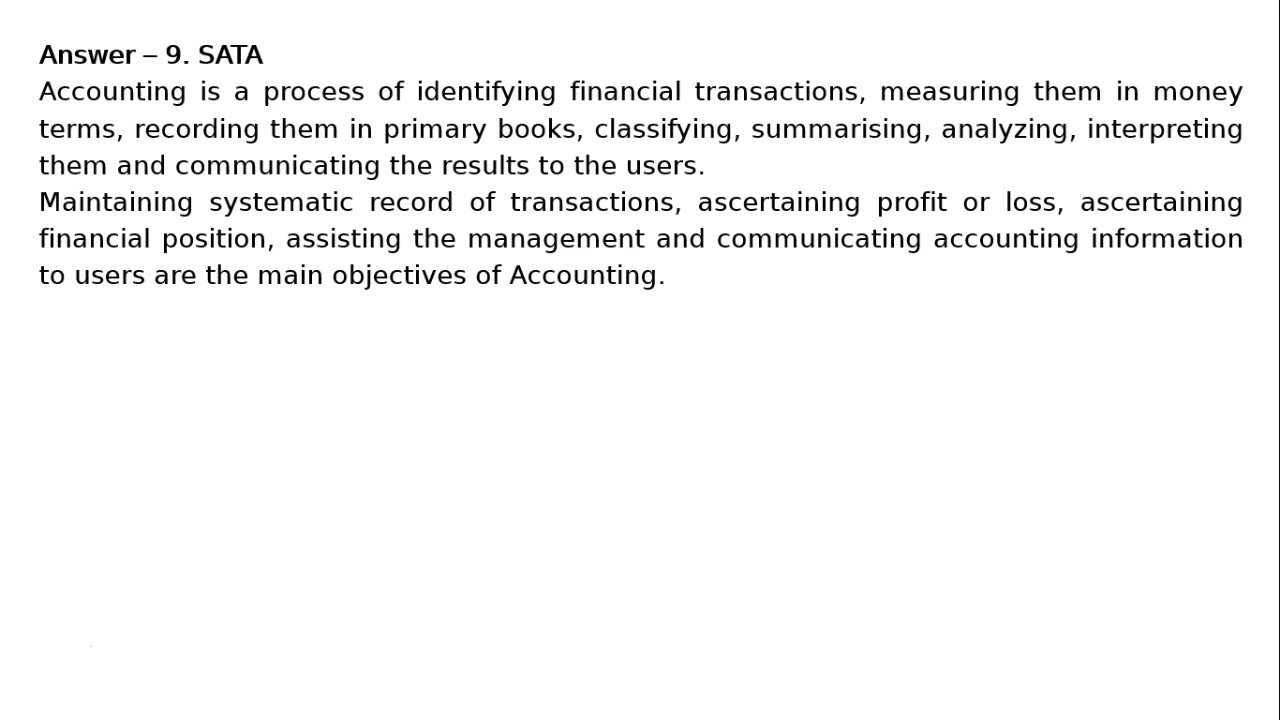 Answer – 9. SATA
Accounting is a process of identifying financial transactions, measuring them in money
terms, recording them in primary books, classifying, summarising, analyzing, interpreting
them and communicating the results to the users.
Maintaining systematic record of transactions, ascertaining profit or loss, ascertaining
financial position, assisting the management and communicating accounting information
to users are the main objectives of Accounting.